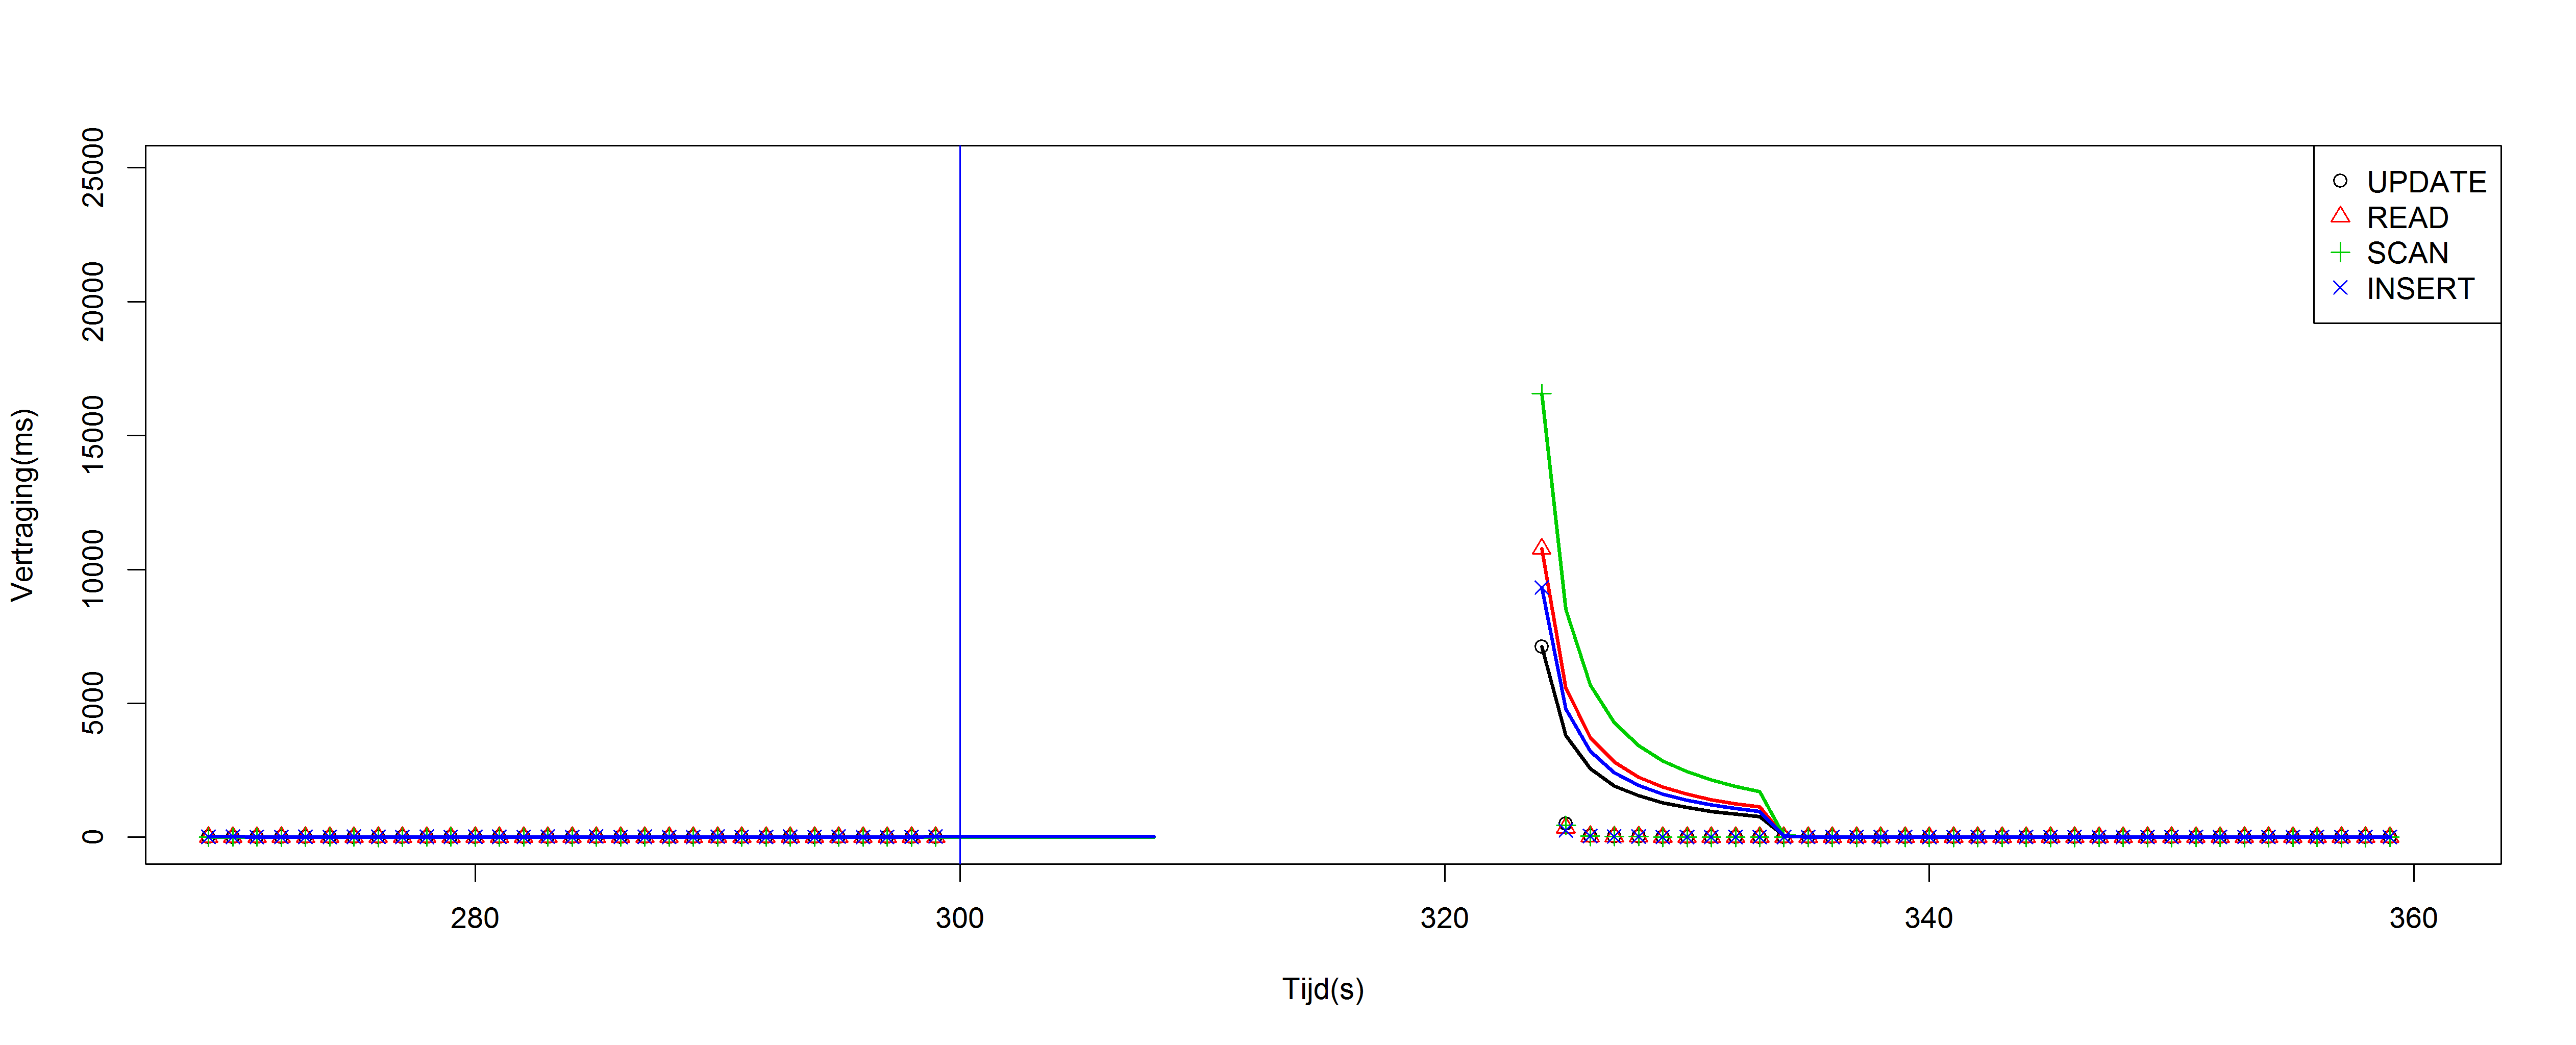 25000
20000
15000
10000
5000
0
Vertraging(ms)
UPDATE
READ
SCAN
INSERT
280 300 320 340 360
Tijd(s)